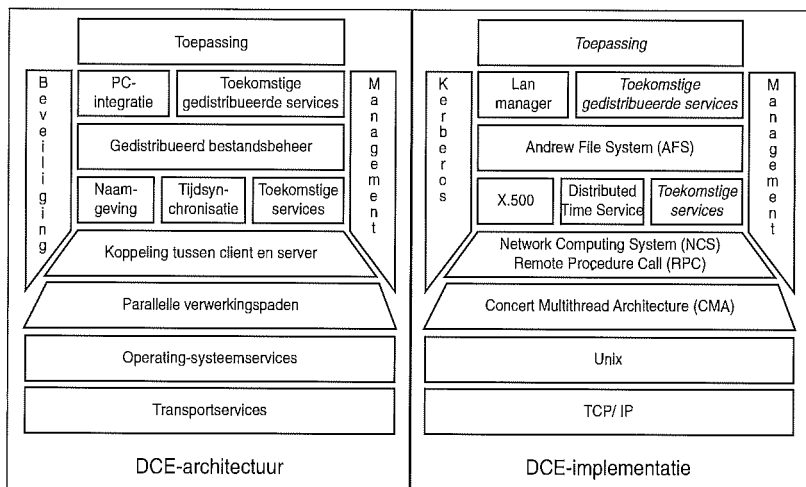 Toepassing
Beveiliging
PC-
integratie
Toekomstige
gedistribueerde services
Management
Gedistribueerd bestandsbeheer
Naam-
geving
Tijdsyn-
chronisatie
Toekomstige
services
Koppeling tussen client en server
Parallelle verwerkingspaden
Operating-systeemservices
Transportservices
DCE-architectuur
Toepassing
Kerberos
Lan
manager
Toekomstige
gedistribueerde services
Management
Andrew File System (AFS)
X.500
Distributed
Time Service
Toekomstige
services
Network Computing System (NCS)
Remote Procedure Call (RPC)
Concert Multithread Architecture (CMA)
Unix
TCP/ IP
DCE-implementatie